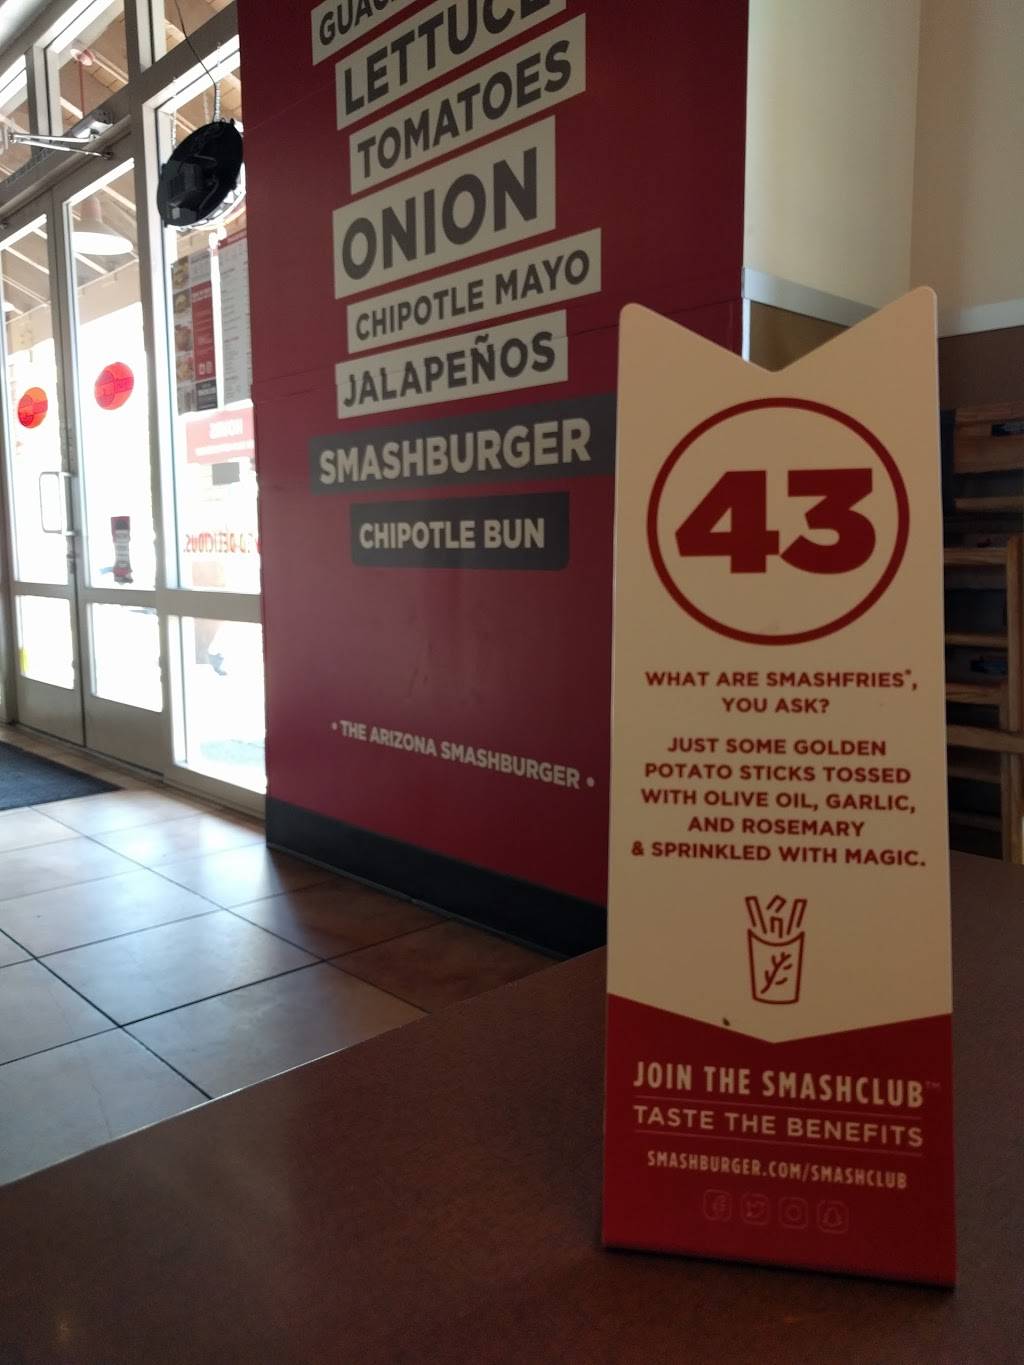 LETTUCE
TOMATOES
ONION
CHIPOTLE MAYO
JALAPEÑOS
SMASHBURGER
CHIPOTLE BUN
• THE ARIZONA SMASHBURGER •
43
WHAT ARE SMASHFRIES®,
YOU ASK?
JUST SOME GOLDEN
POTATO STICKS TOSSED
WITH OLIVE OIL, GARLIC,
AND ROSEMARY
& SPRINKLED WITH MAGIC.
JOIN THE SMASHCLUB™
TASTE THE BENEFITS
SMASHBURGER.COM/SMASHCLUB